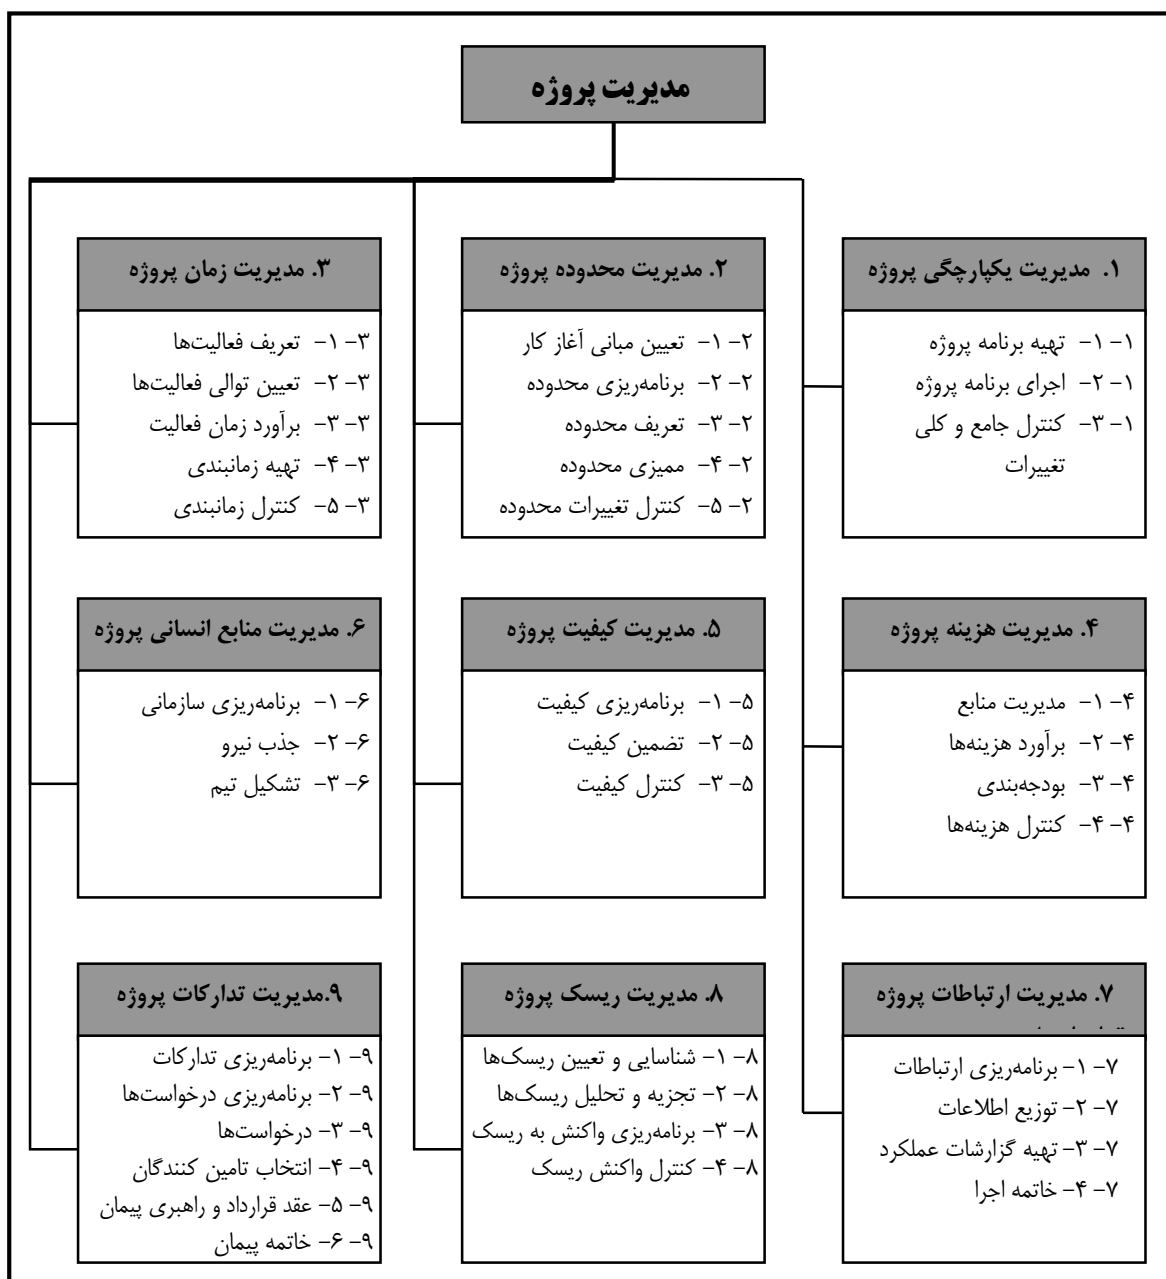 مدیریت پروژه
۱. مدیریت یکپارچگی پروژه
۱-۱- تهیه برنامه پروژه
۱-۲- اجرای برنامه پروژه
۱-۳- کنترل جامع و کلی
تغییرات
۲. مدیریت محدوده پروژه
۲-۱- تعیین مبانی آغاز کار
۲-۲- برنامه‌ریزی محدوده
۲-۳- تعریف محدوده
۲-۴- ممیزی محدوده
۲-۵- کنترل تغییرات محدوده
۳. مدیریت زمان پروژه
۳-۱- تعریف فعالیت‌ها
۳-۲- تعیین توالی فعالیت‌ها
۳-۳- برآورد زمان فعالیت
۳-۴- تهیه زمانبندی
۳-۵- کنترل زمانبندی
۴. مدیریت هزینه پروژه
۴-۱- مدیریت منابع
۴-۲- برآورد هزینه‌ها
۴-۳- بودجه‌بندی
۴-۴- کنترل هزینه‌ها
۵. مدیریت کیفیت پروژه
۵-۱- برنامه‌ریزی کیفیت
۵-۲- تضمین کیفیت
۵-۳- کنترل کیفیت
۶. مدیریت منابع انسانی پروژه
۶-۱- برنامه‌ریزی سازمانی
۶-۲- جذب نیرو
۶-۳- تشکیل تیم
۷. مدیریت ارتباطات پروژه
۷-۱- برنامه‌ریزی ارتباطات
۷-۲- توزیع اطلاعات
۷-۳- تهیه گزارشات عملکرد
۷-۴- خاتمه اجرا
۸. مدیریت ریسک پروژه
۸-۱- شناسایی و تعیین ریسک‌ها
۸-۲- تجزیه و تحلیل ریسک‌ها
۸-۳- برنامه‌ریزی واکنش به ریسک
۸-۴- کنترل واکنش ریسک
۹.مدیریت تدارکات پروژه
۹-۱- برنامه‌ریزی تدارکات
۹-۲- برنامه‌ریزی درخواست‌ها
۹-۳- درخواست‌ها
۹-۴- انتخاب تامین کنندگان
۹-۵- عقد قرارداد و راهبری پیمان
۹-۶- خاتمه پیمان